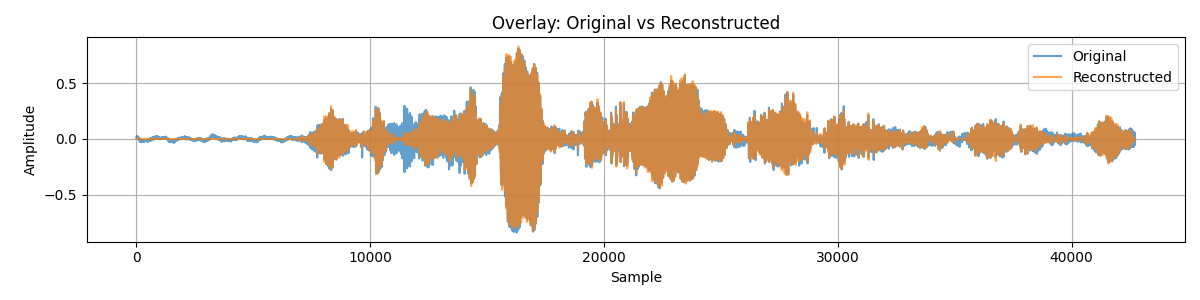 Overlay: Original vs Reconstructed
Original
Reconstructed
Amplitude
0.5
0.0
−0.5
0
10000
20000
30000
40000
Sample